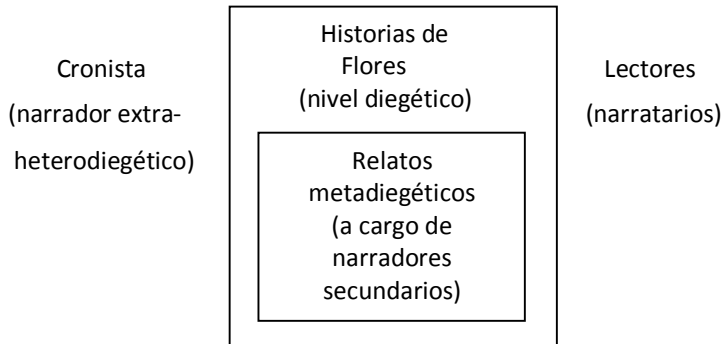 Cronista
(narrador extra-
heterodiegético)
Historias de
Flores
(nivel diegético)
Relatos
metadiegéticos
(a cargo de
narradores
secundarios)
Lectores
(narratarios)